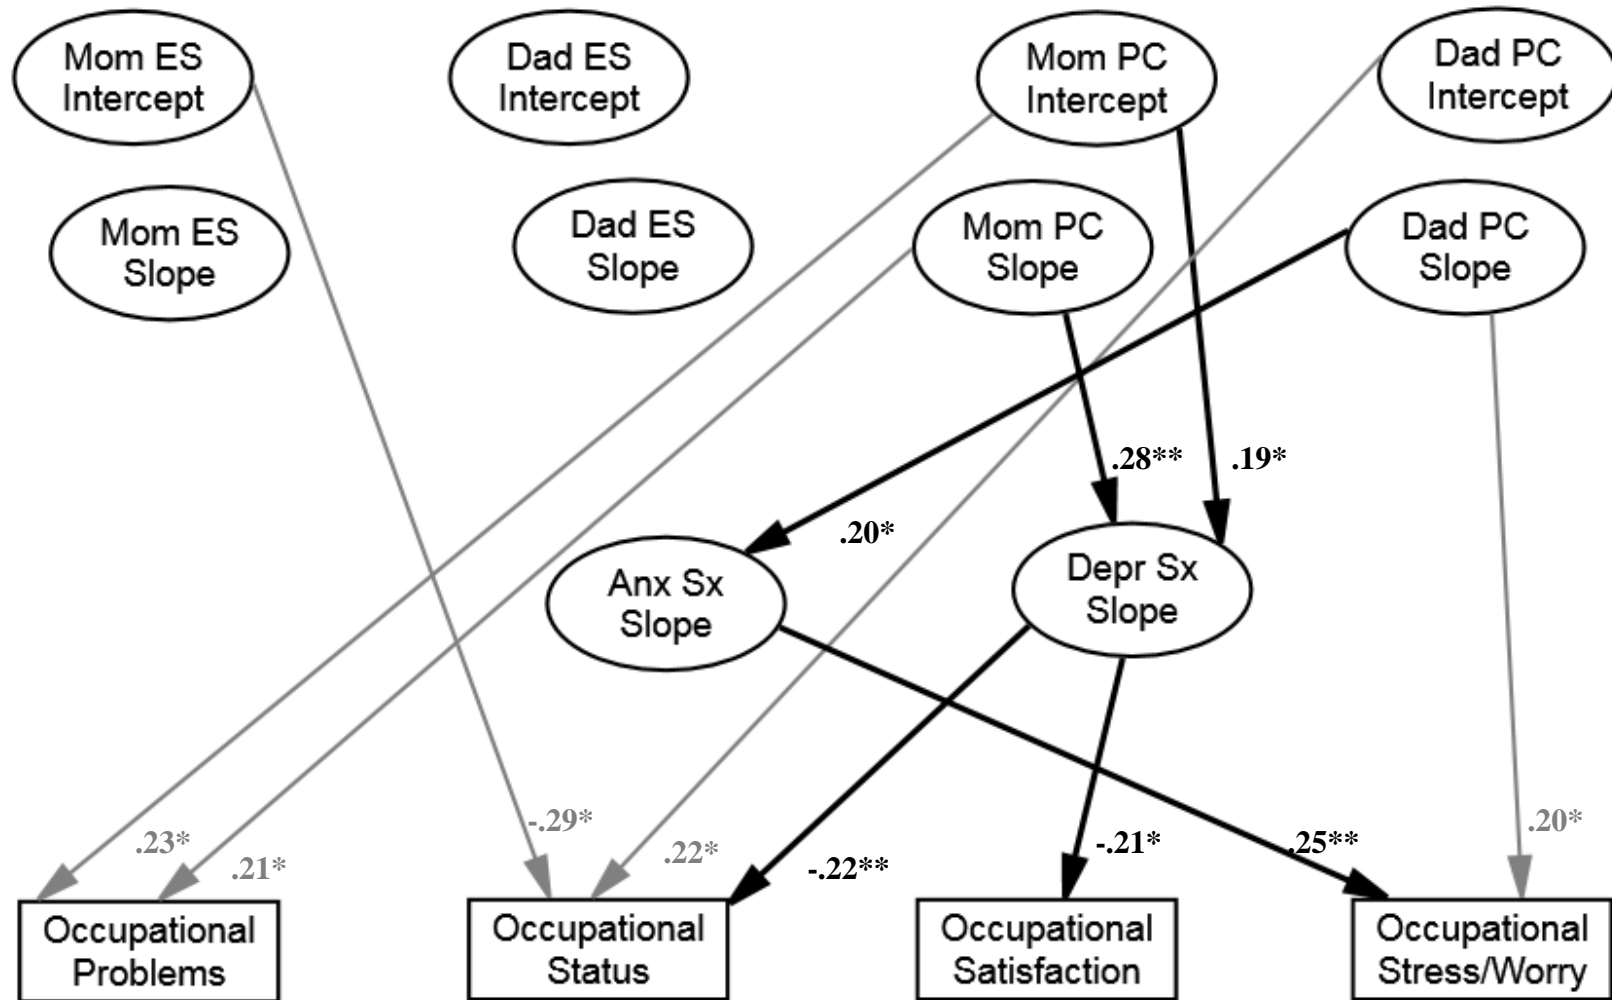 Mom ES
Intercept
Dad ES
Intercept
Mom PC
Intercept
Dad PC
Intercept
Mom ES
Slope
Dad ES
Slope
Mom PC
Slope
Dad PC
Slope
.28**
.19*
.20*
Anx Sx
Slope
Depr Sx
Slope
.23*
.21*
-.29*
.22*
-.22**
-.21*
.25**
.20*
Occupational
Problems
Occupational
Status
Occupational
Satisfaction
Occupational
Stress/Worry